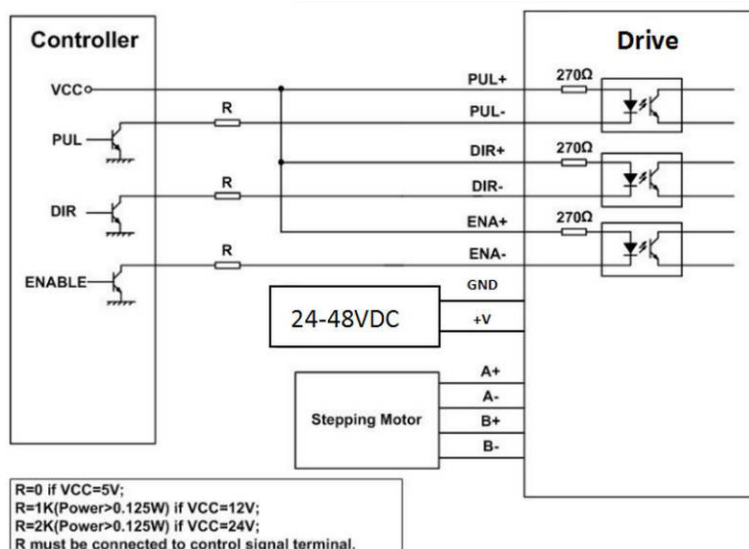 Controller
Drive
VCC
PUL+
270Ω
R
PUL-
PUL
DIR+
270Ω
R
DIR-
DIR
ENA+
270Ω
R
ENA-
ENABLE
GND
24-48VDC
+V
A+
A-
Stepping Motor
B+
B-
R=0 if VCC=5V;
R=1K(Power>0.125W) if VCC=12V;
R=2K(Power>0.125W) if VCC=24V;
R must be connected to control signal terminal.